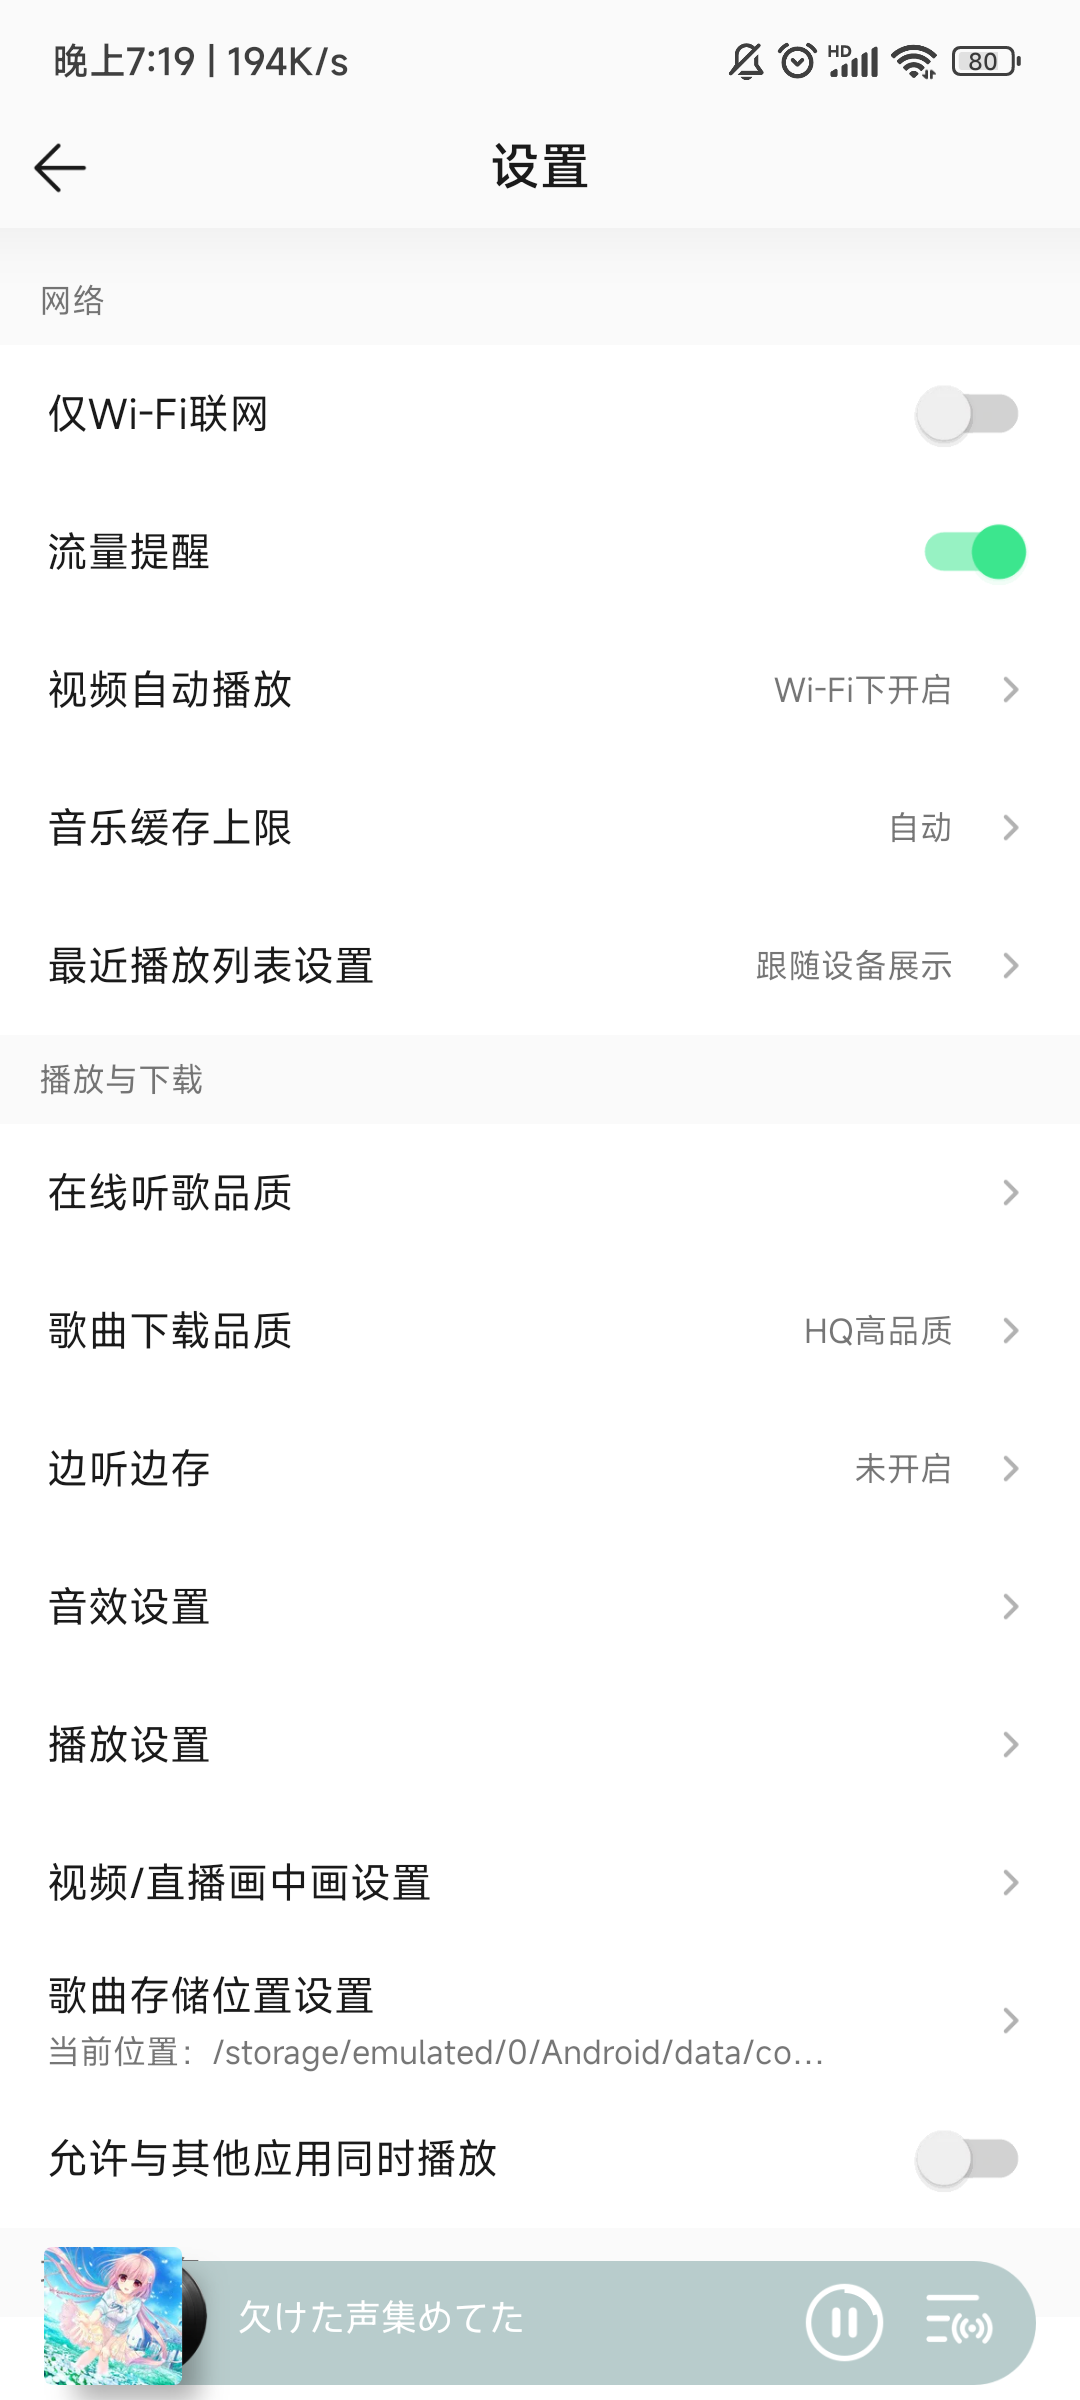 晚上7:19 | 194K/s
HD
80
设置
网络
仅Wi-Fi联网
流量提醒
视频自动播放 Wi-Fi下开启
音乐缓存上限 自动
最近播放列表设置 跟随设备展示
播放与下载
在线听歌品质
歌曲下载品质 HQ高品质
边听边存 未开启
音效设置
播放设置
视频/直播画中画设置
歌曲存储位置设置
当前位置：/storage/emulated/0/Android/data/co...
允许与其他应用同时播放
欠けた声集めてた